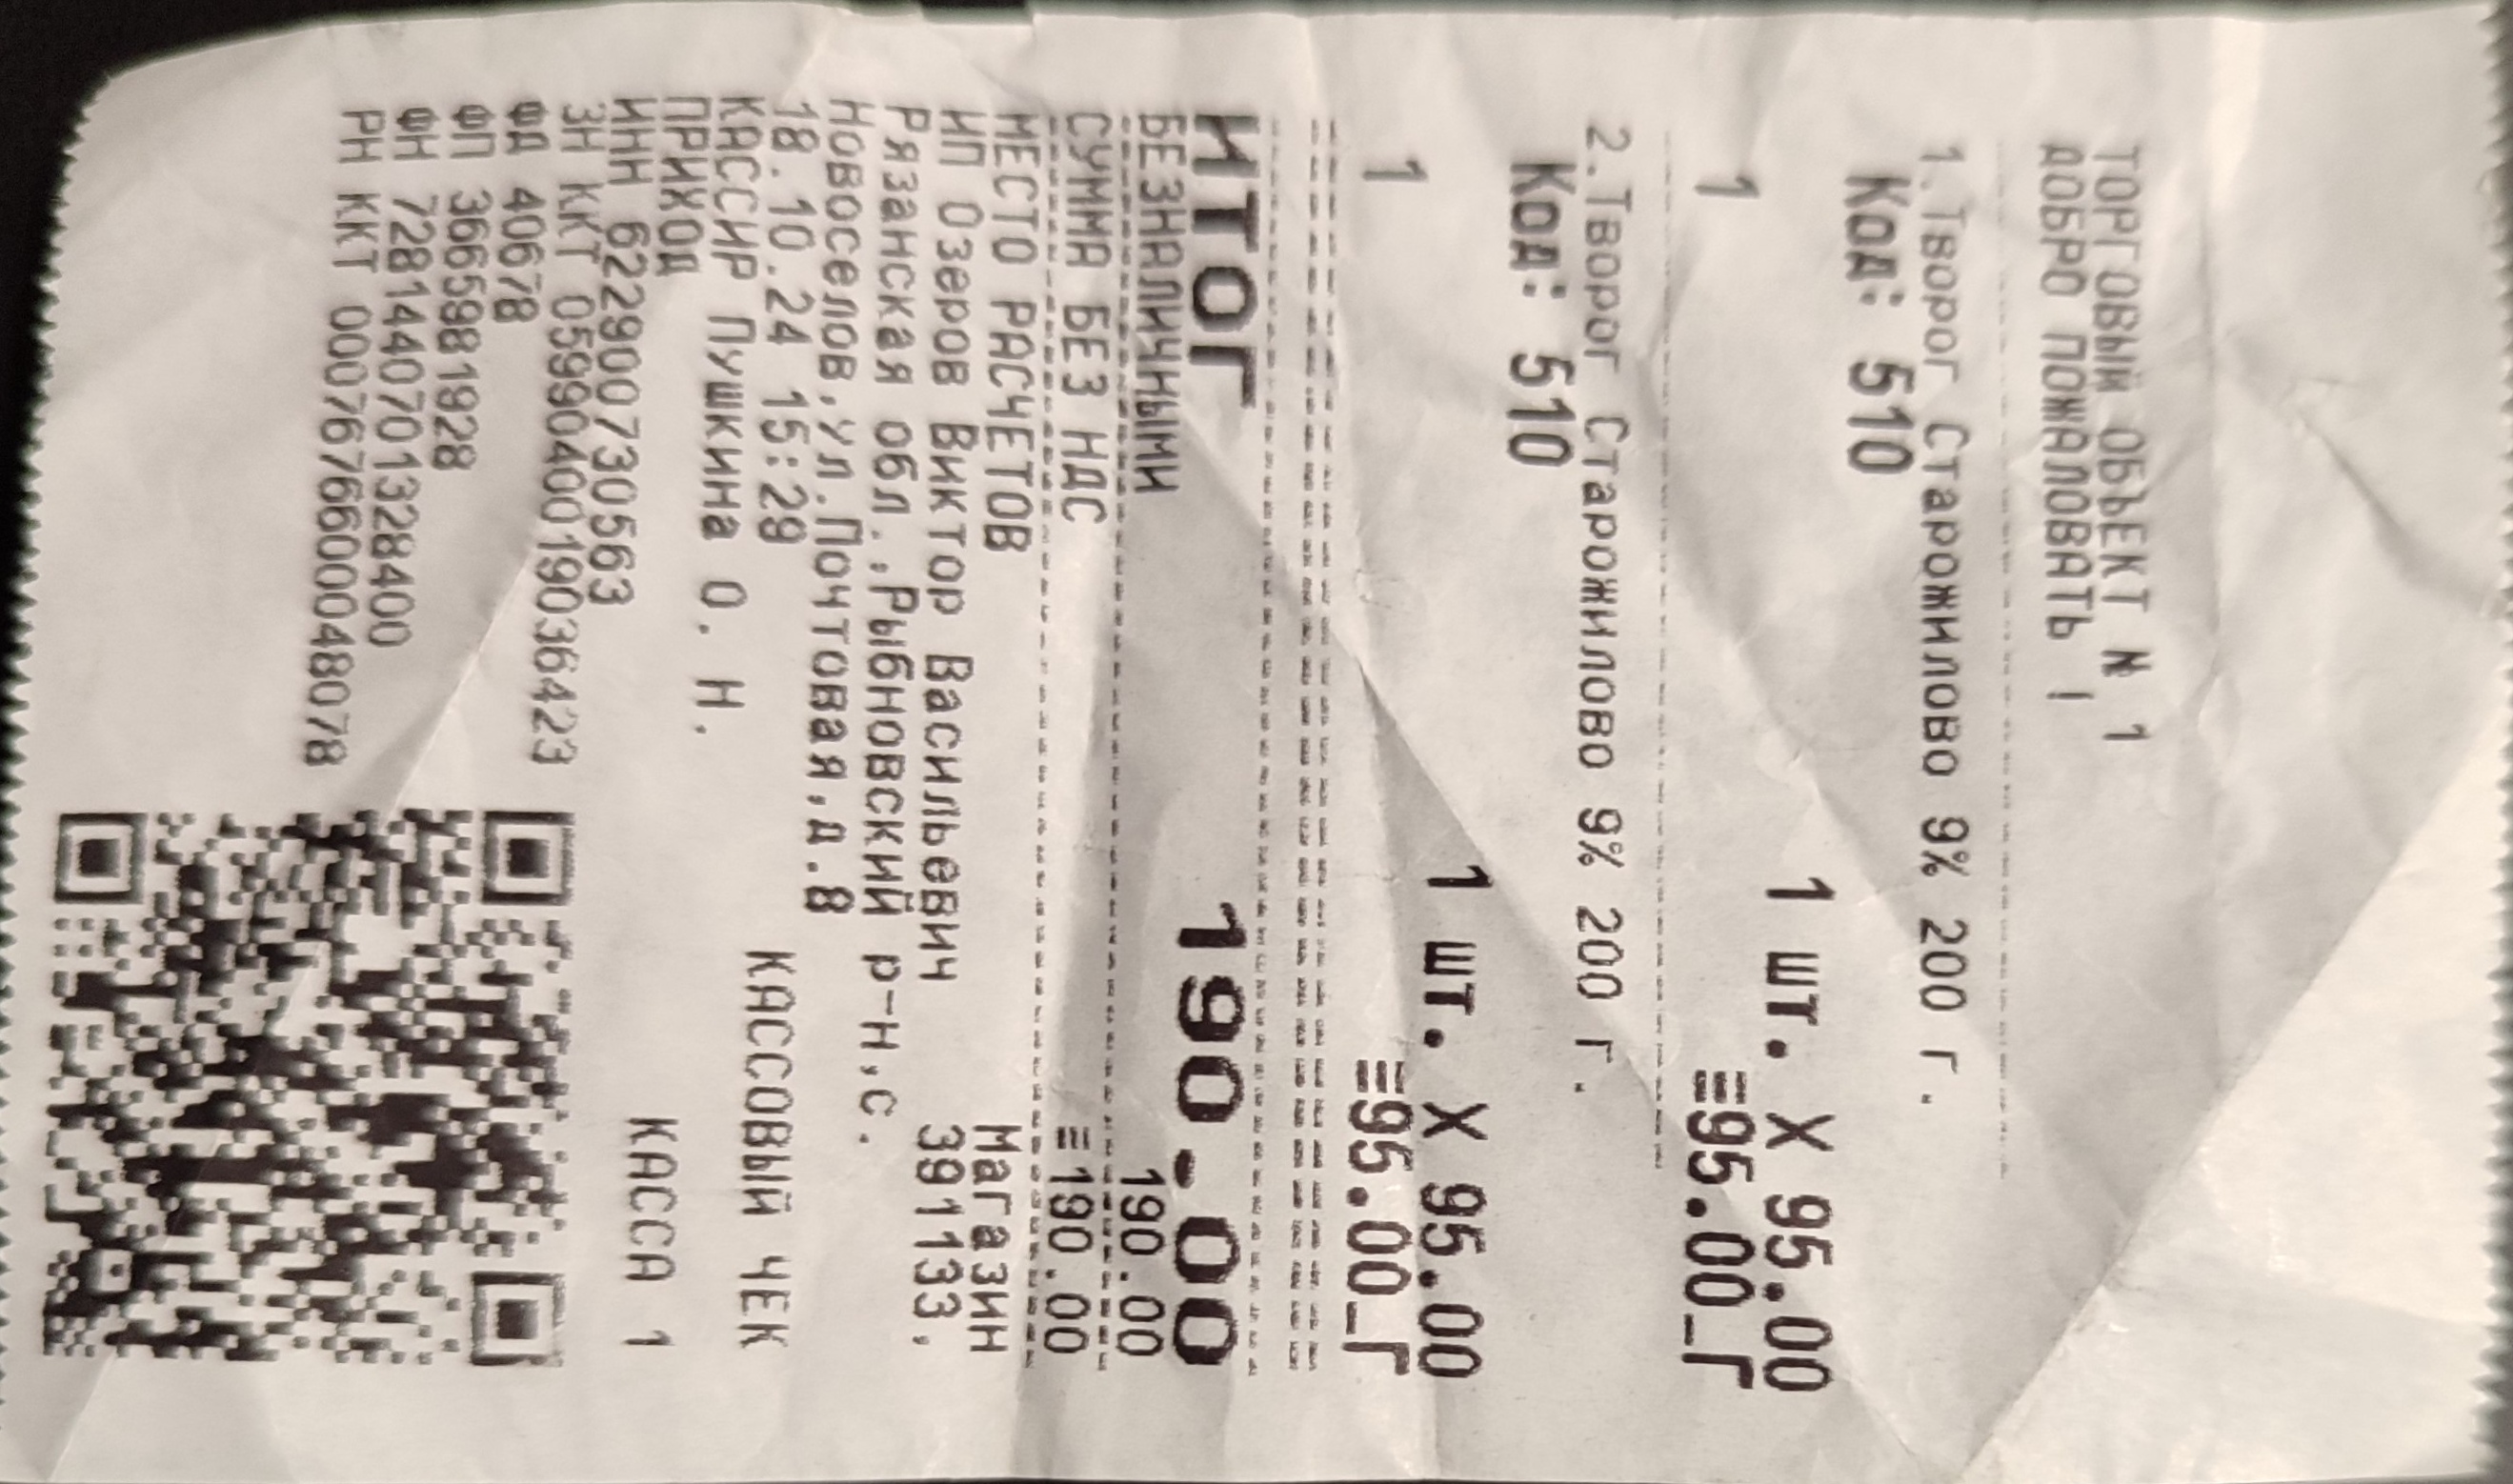 ТОРГОВЫЙ ОБЪЕКТ № 1
ДОБРО ПОЖАЛОВАТЬ !
1.Творог Старожилово 9% 200 г.
Код: 510
1 шт. X 95.00
1 ≡95.00_Г
2.Творог Старожилово 9% 200 г.
Код: 510
1 шт. X 95.00
1 ≡95.00_Г
ИТОГ 190.00
БЕЗНАЛИЧНЫМИ 190.00
СУММА БЕЗ НДС ≡190.00
МЕСТО РАСЧЕТОВ Магазин
ИП Озеров Виктор Васильевич 391133,
Рязанская обл.,Рыбновский р-н,с.
Новоселов,ул.Почтовая,д.8
18.10.24 15:29 КАССОВЫЙ ЧЕК
КАССИР Пушкина О. Н.
ПРИХОД КАССА 1
ИНН 622900730563
ЗН ККТ 05990400190364​23
ФД 40678
ФП 3665981928
ФН 7281440701328400
РН ККТ 0007676600048078